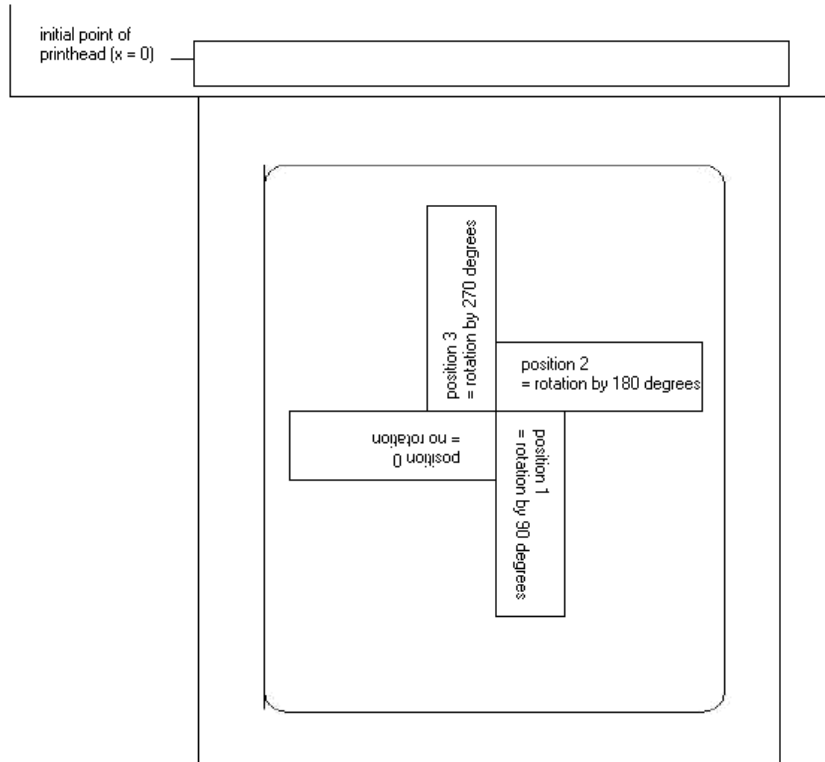 initial point of
printhead (x = 0)
position 3
= rotation by 270 degrees
position 2
= rotation by 180 degrees
position 0
= no rotation
position 1
= rotation by 90 degrees